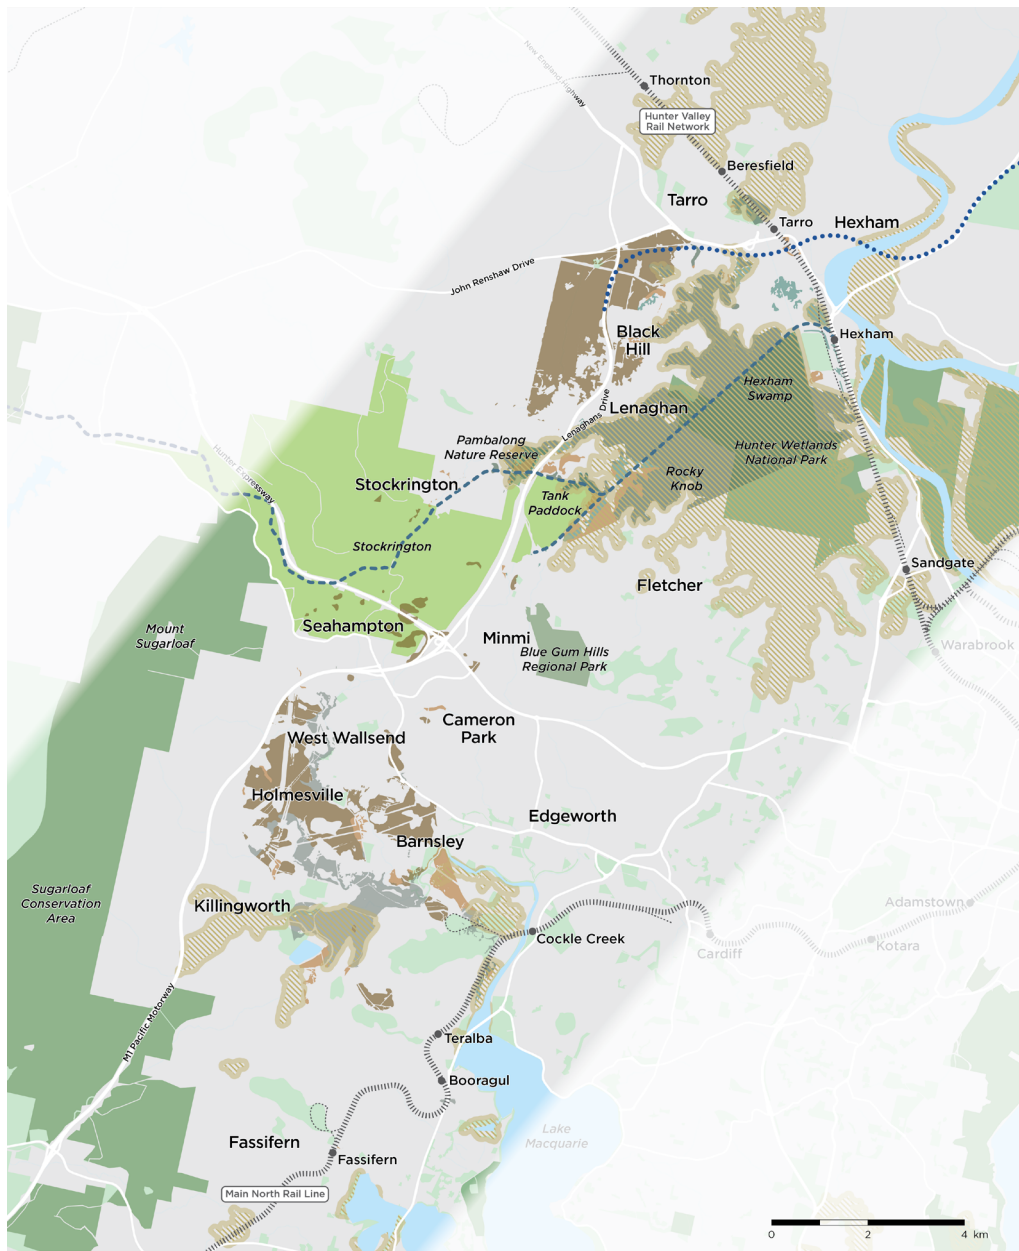 New England Highway
Thornton
Hunter Valley
Rail Network
Beresfield
Tarro
Tarro
Hexham
John Renshaw Drive
Black
Hill
Hexham
Hexham
Swamp
Lenaghans Drive
Lenaghan
Pambalong
Nature Reserve
Hunter Wetlands
National Park
Hunter Expressway
Stockrington
Rocky
Knob
Tank
Paddock
Stockrington
Sandgate
Fletcher
Seahampton
Mount
Sugarloaf
Minmi
Blue Gum Hills
Regional Park
Warabrook
Cameron
Park
West Wallsend
Holmesville
Edgeworth
Barnsley
Sugarloaf
Conservation
Area
Killingworth
Adamstown
Cockle Creek
Kotara
Cardiff
M1 Pacific Motorway
Teralba
Booragul
Lake
Macquarie
Fassifern
Fassifern
Main North Rail Line
0 2 4 km